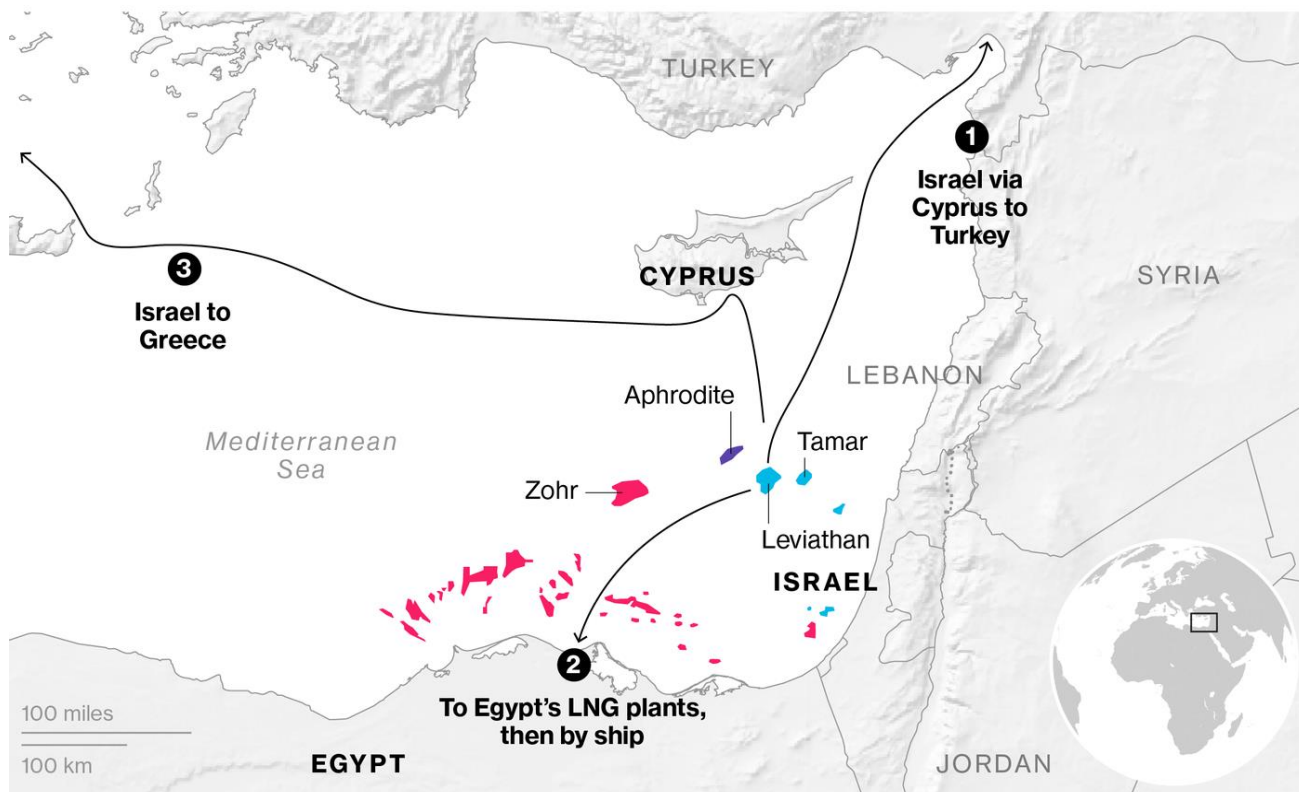 TURKEY
1
Israel via
Cyprus to
Turkey
3
Israel to
Greece
CYPRUS
SYRIA
LEBANON
Aphrodite
Mediterranean
Sea
Tamar
Zohr
Leviathan
ISRAEL
2
To Egypt's LNG plants,
then by ship
100 miles
100 km
EGYPT
JORDAN